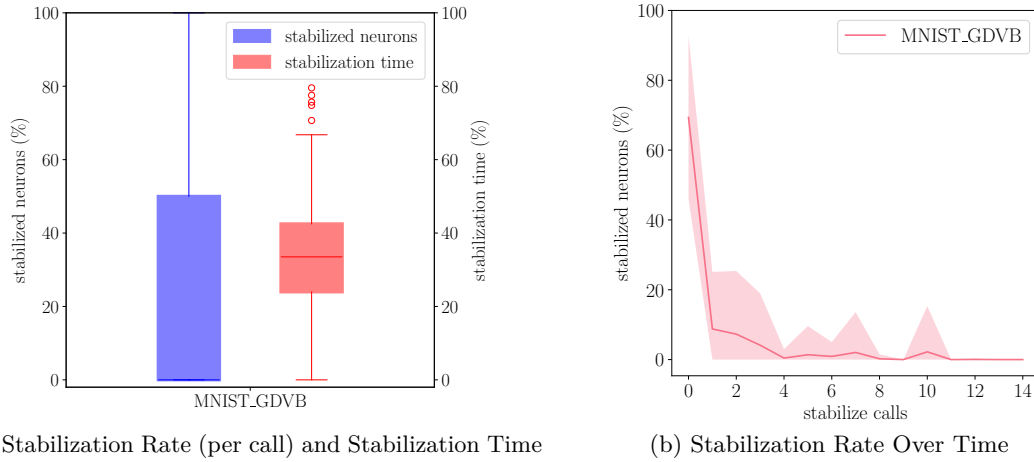 100
80
60
40
20
0
stabilized neurons (%)
stabilized neurons
stabilization time
100
80
60
40
20
0
stabilization time (%)
MNIST_GDVB
Stabilization Rate (per call) and Stabilization Time
100
80
60
40
20
0
stabilized neurons (%)
MNIST_GDVB
0 2 4 6 8 10 12 14
stabilize calls
(b) Stabilization Rate Over Time